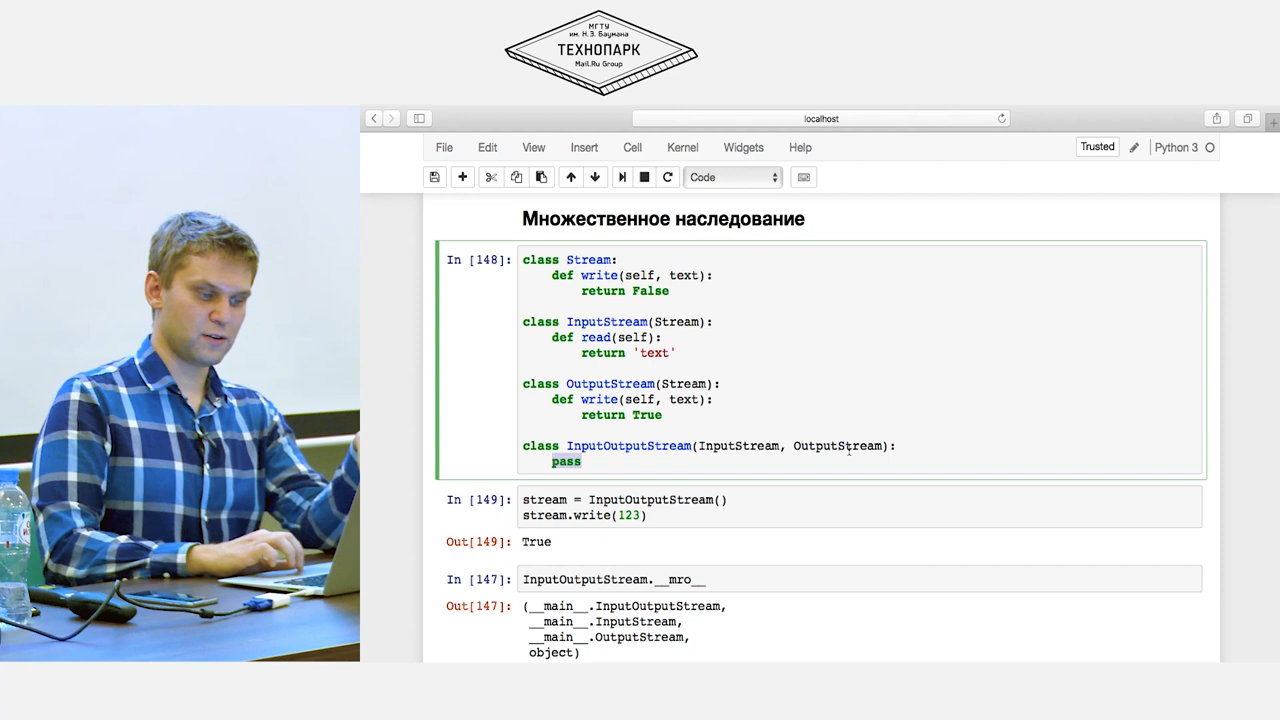 МГТУ
им. Н.Э. Баумана
ТЕХНОПАРК
Mail.Ru Group
localhost
File Edit View Insert Cell Kernel Widgets Help Trusted Python 3
Code
Множественное наследование
In [148]: class Stream:
def write(self, text):
return False
class InputStream(Stream):
def read(self):
return 'text'
class OutputStream(Stream):
def write(self, text):
return True
class InputOutputStream(InputStream, OutputStream):
pass
In [149]: stream = InputOutputStream()
stream.write(123)
Out[149]: True
In [147]: InputOutputStream.__mro__
Out[147]: (__main__.InputOutputStream,
__main__.InputStream,
__main__.OutputStream,
object)